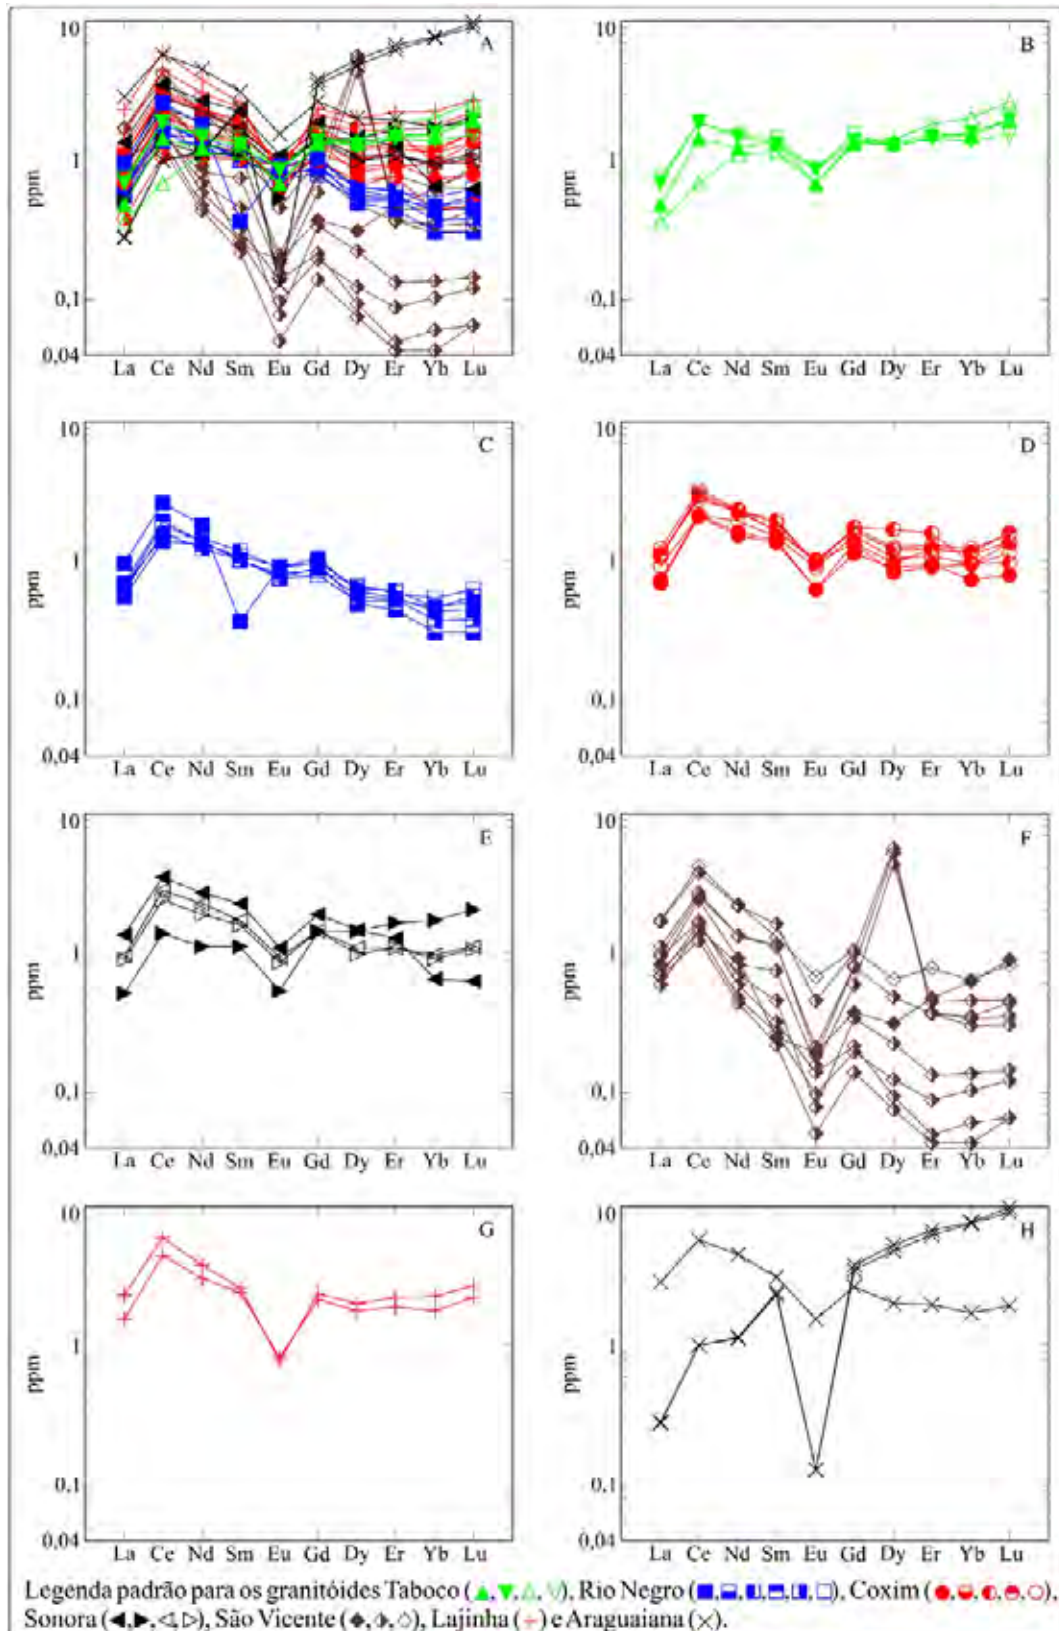 10
A
1
ppm
0,1
0,04
La Ce Nd Sm Eu Gd Dy Er Yb Lu
10
B
1
ppm
0,1
0,04
La Ce Nd Sm Eu Gd Dy Er Yb Lu
10
C
1
ppm
0,1
0,04
La Ce Nd Sm Eu Gd Dy Er Yb Lu
10
D
1
ppm
0,1
0,04
La Ce Nd Sm Eu Gd Dy Er Yb Lu
10
E
1
ppm
0,1
0,04
La Ce Nd Sm Eu Gd Dy Er Yb Lu
10
F
1
ppm
0,1
0,04
La Ce Nd Sm Eu Gd Dy Er Yb Lu
10
G
1
ppm
0,1
0,04
La Ce Nd Sm Eu Gd Dy Er Yb Lu
10
H
1
ppm
0,1
0,04
La Ce Nd Sm Eu Gd Dy Er Yb Lu
Legenda padrão para os granitóides Taboco (▲,▼,△,▽), Rio Negro (■,⬓,◧,⬒,◨,□), Coxim (●,◒,◐,◓,○),
Sonora (◀,▶,◁,▷), São Vicente (◆,⬗,◇), Lajinha (+) e Araguaiana (×).